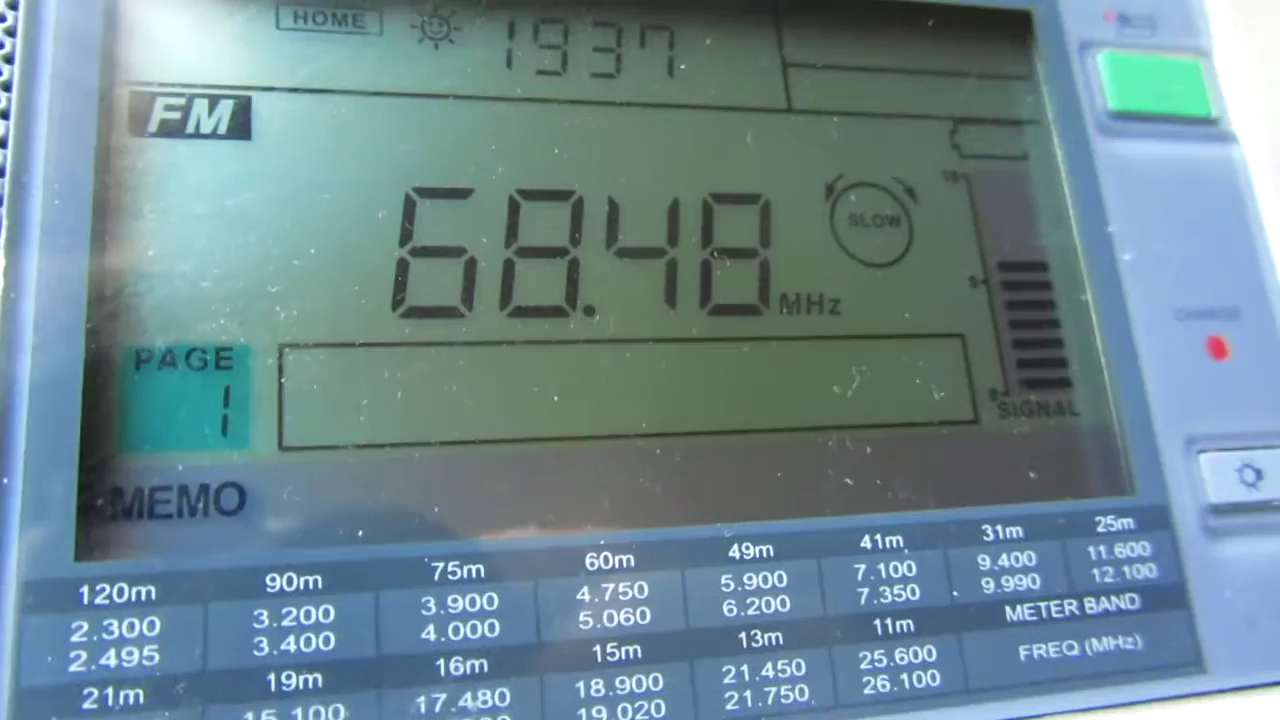 HOME 1937
FM
68.48 MHz
SLOW
10
PAGE
1
SIGNAL
MEMO
CHARGE
120m 90m 75m 60m 49m 41m 31m 25m
2.300 3.200 3.900 4.750 5.900 7.100 9.400 11.600
2.495 3.400 4.000 5.060 6.200 7.350 9.990 12.100
METER BAND
21m 19m 16m 15m 13m 11m
FREQ (MHz)
15.100 17.480 18.900 21.450 25.600
19.020 21.750 26.100